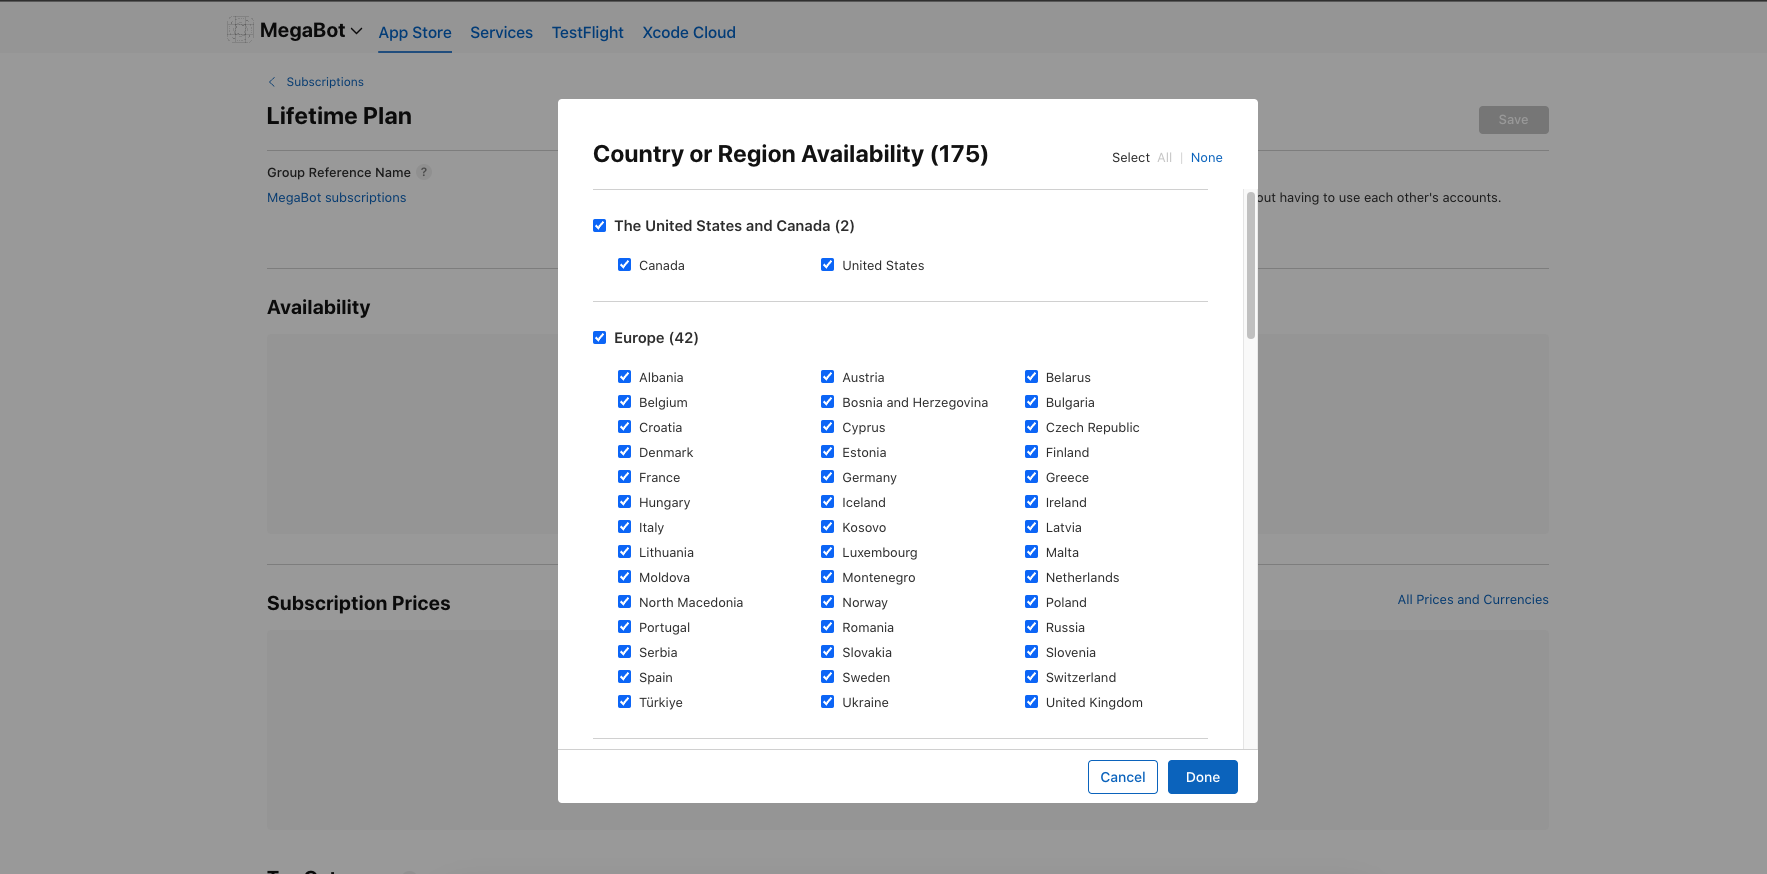 MegaBot
App Store Services TestFlight Xcode Cloud
Subscriptions
Lifetime Plan
Save
Group Reference Name ?
MegaBot subscriptions
out having to use each other's accounts.
Availability
Subscription Prices
All Prices and Currencies
Country or Region Availability (175)
Select All | None
The United States and Canada (2)
Canada United States
Europe (42)
Albania Austria Belarus
Belgium Bosnia and Herzegovina Bulgaria
Croatia Cyprus Czech Republic
Denmark Estonia Finland
France Germany Greece
Hungary Iceland Ireland
Italy Kosovo Latvia
Lithuania Luxembourg Malta
Moldova Montenegro Netherlands
North Macedonia Norway Poland
Portugal Romania Russia
Serbia Slovakia Slovenia
Spain Sweden Switzerland
Türkiye Ukraine United Kingdom
Cancel Done